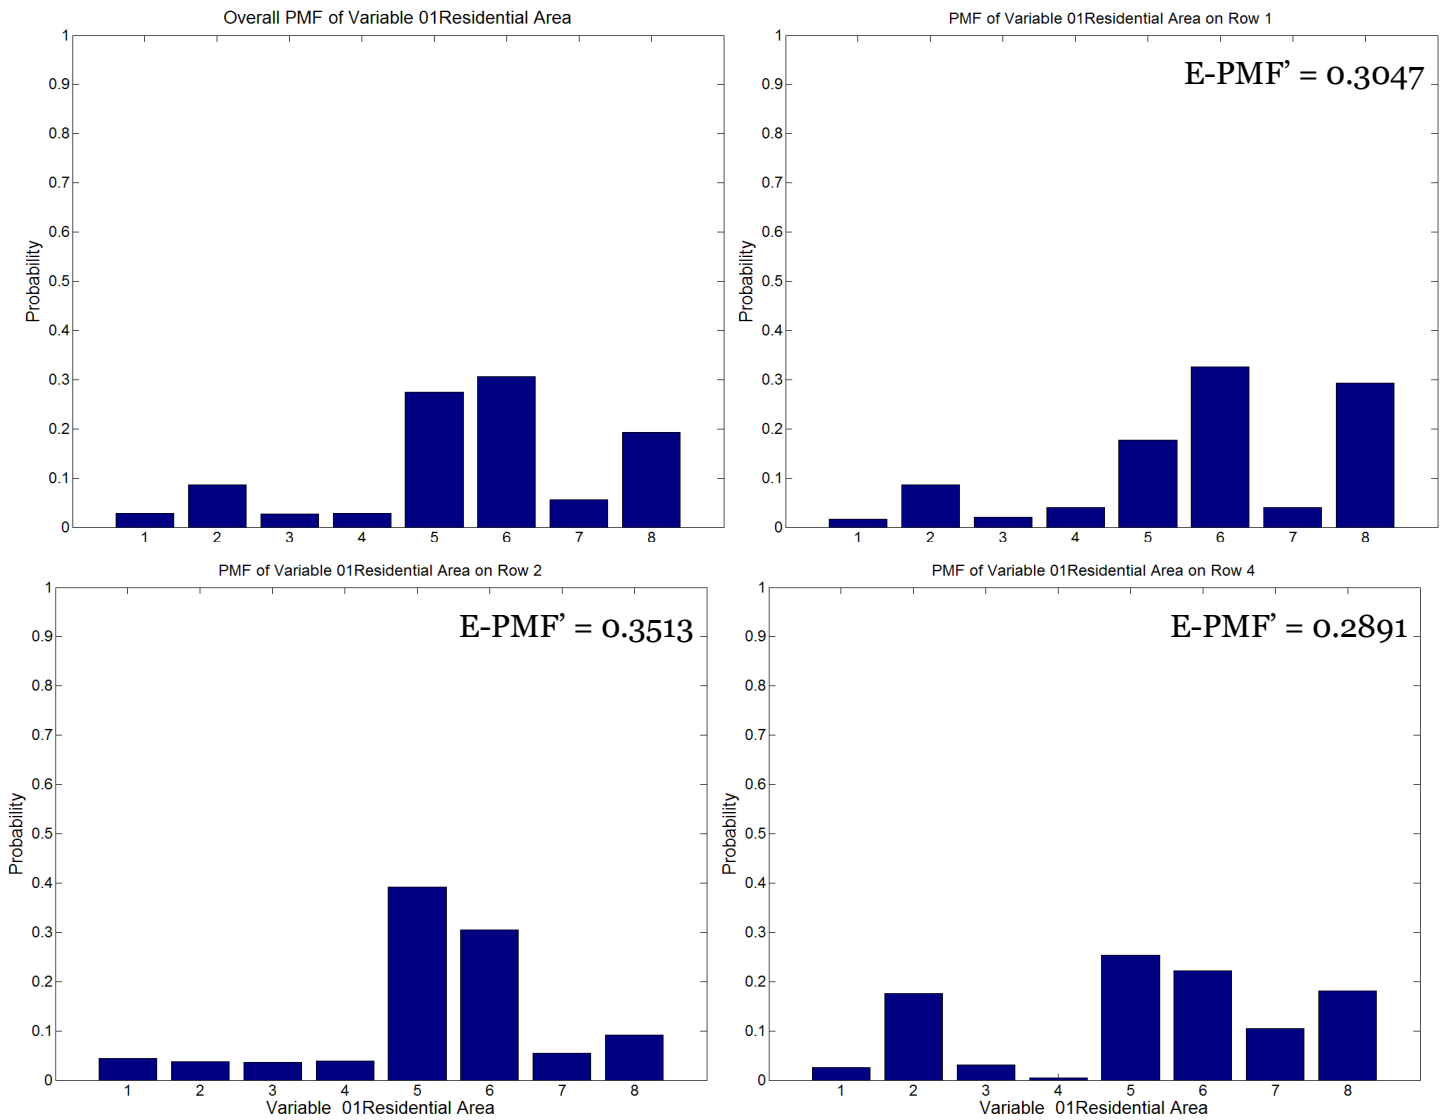 Overall PMF of Variable 01Residential Area
1
0.9
0.8
0.7
0.6
0.5
0.4
0.3
0.2
0.1
0
Probability
1 2 3 4 5 6 7 8
PMF of Variable 01Residential Area on Row 1
E-PMF’ = 0.3047
1
0.9
0.8
0.7
0.6
0.5
0.4
0.3
0.2
0.1
0
Probability
1 2 3 4 5 6 7 8
PMF of Variable 01Residential Area on Row 2
E-PMF’ = 0.3513
1
0.9
0.8
0.7
0.6
0.5
0.4
0.3
0.2
0.1
0
Probability
1 2 3 4 5 6 7 8
Variable 01Residential Area
PMF of Variable 01Residential Area on Row 4
E-PMF’ = 0.2891
1
0.9
0.8
0.7
0.6
0.5
0.4
0.3
0.2
0.1
0
Probability
1 2 3 4 5 6 7 8
Variable 01Residential Area